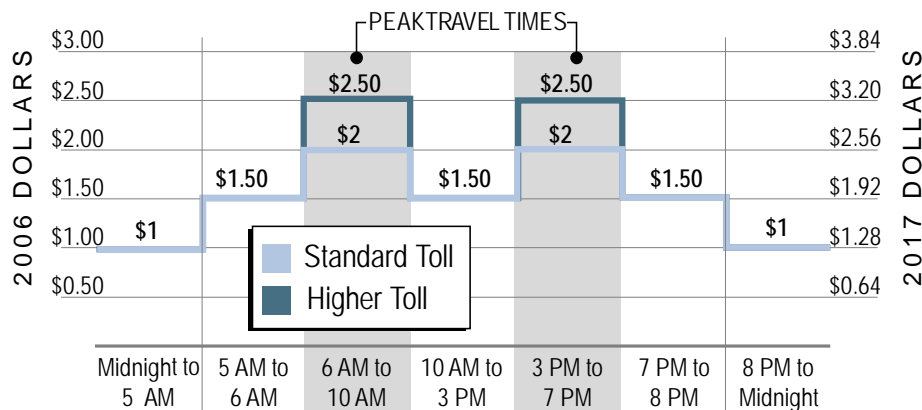 PEAKTRAVEL TIMES
2006 DOLLARS
$3.00
$2.50
$2.00
$1.50
$1.00
$0.50
$1
$1.50
$2.50
$2
$1.50
$2.50
$2
$1.50
$1
Standard Toll
Higher Toll
$3.84
$3.20
$2.56
$1.92
$1.28
$0.64
2017 DOLLARS
Midnight to
5 AM
5 AM to
6 AM
6 AM to
10 AM
10 AM to
3 PM
3 PM to
7 PM
7 PM to
8 PM
8 PM to
Midnight